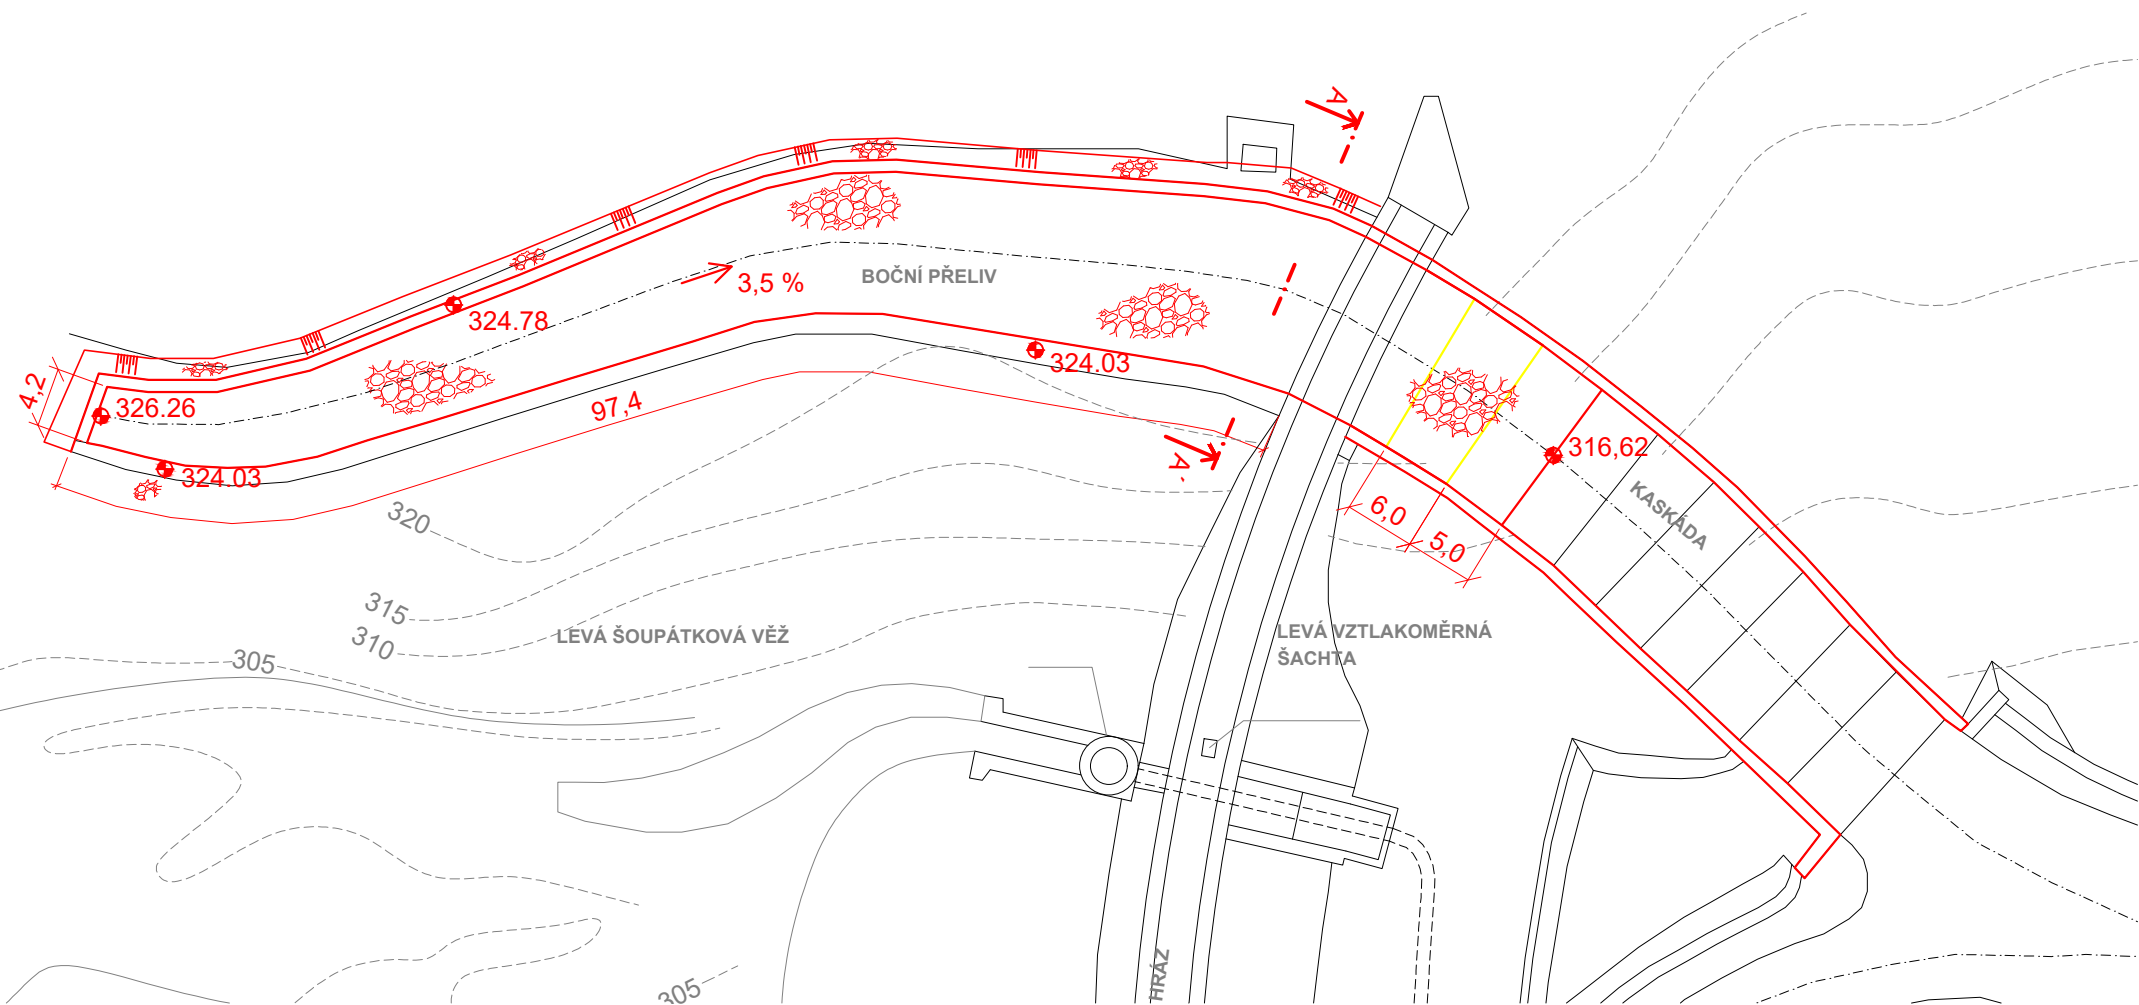 A
3,5 %
BOČNÍ PŘELIV
324.78
324.03
4,2
326.26
97,4
316,62
324.03
A'
KASKÁDA
6,0
5,0
320
315
310
LEVÁ ŠOUPÁTKOVÁ VĚŽ
LEVÁ VZTLAKOMĚRNÁ
ŠACHTA
305
HRÁZ
305